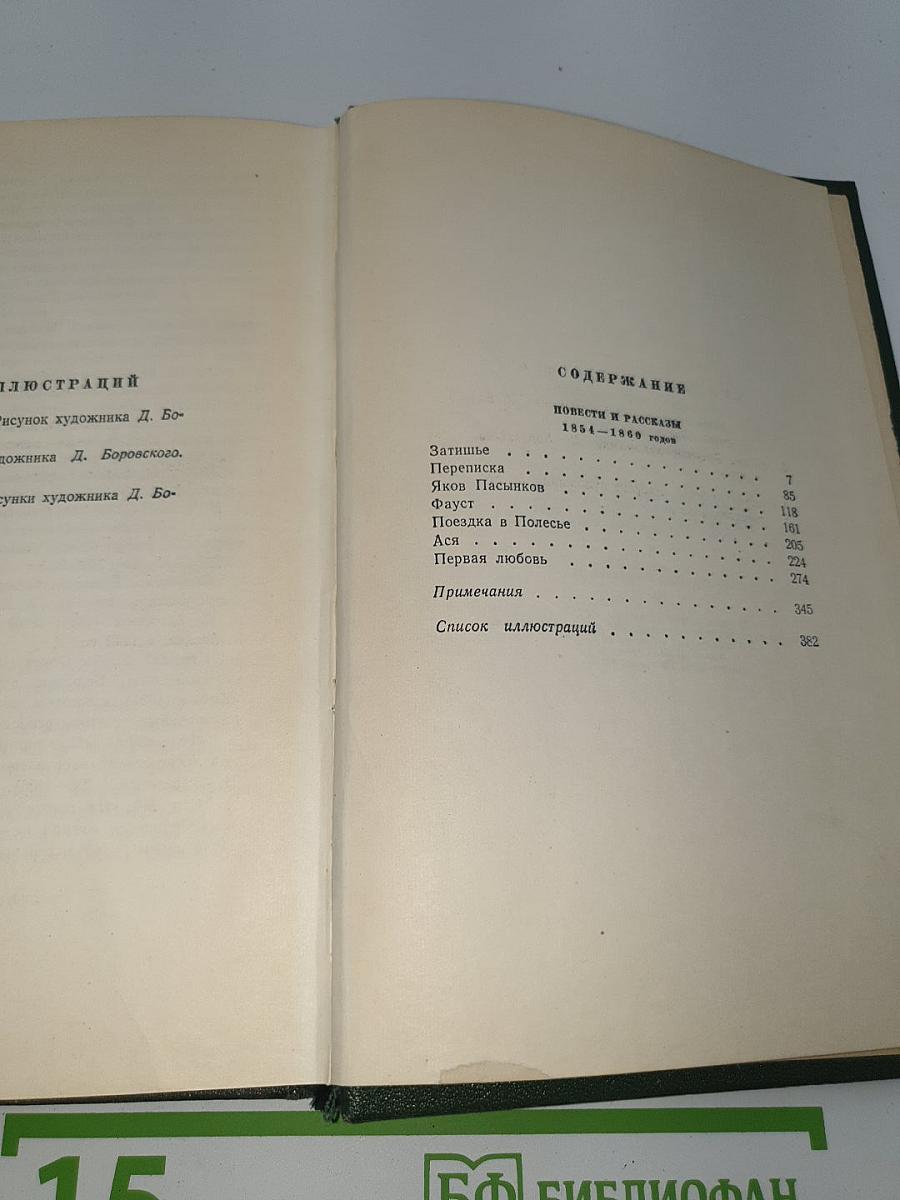 ЛЛЮСТРАЦИЙ
Рисунок художника Д. Бо-
дожника Д. Боровского.
сунки художника Д. Бо-
СОДЕРЖАНИЕ
ПОВЕСТИ И РАССКАЗЫ
1854—1860 годов
Затишье . . . . . . . . . . . . . . 7
Переписка . . . . . . . . . . . . . 85
Яков Пасынков . . . . . . . . . . . 118
Фауст . . . . . . . . . . . . . . . 161
Поездка в Полесье . . . . . . . . . 205
Ася . . . . . . . . . . . . . . . . 224
Первая любовь . . . . . . . . . . . 274
Примечания . . . . . . . . . . . . . 345
Список иллюстраций . . . . . . . . . 382
15
БФ БИБЛИОФАН